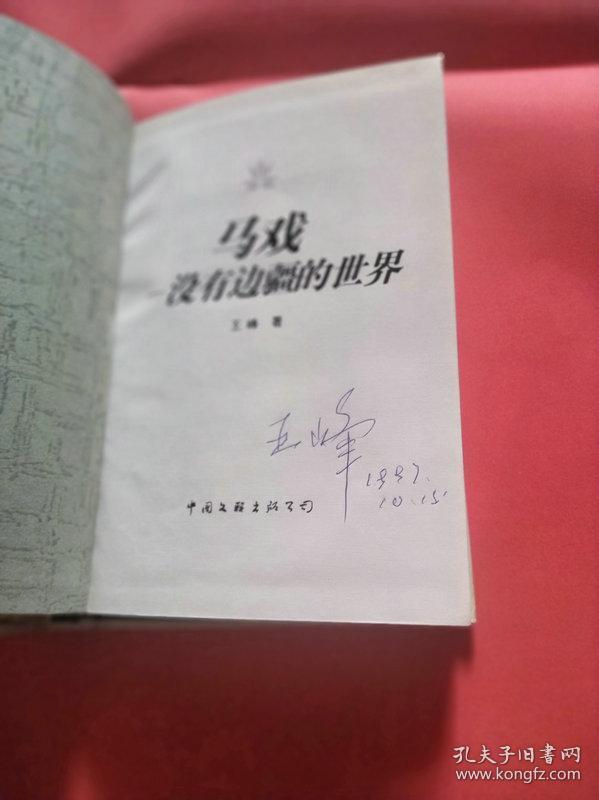 马戏
—没有边疆的世界
王峰 著
王峰
1997.
10.15.
中国文联出版公司
孔夫子旧书网
www.kongfz.com